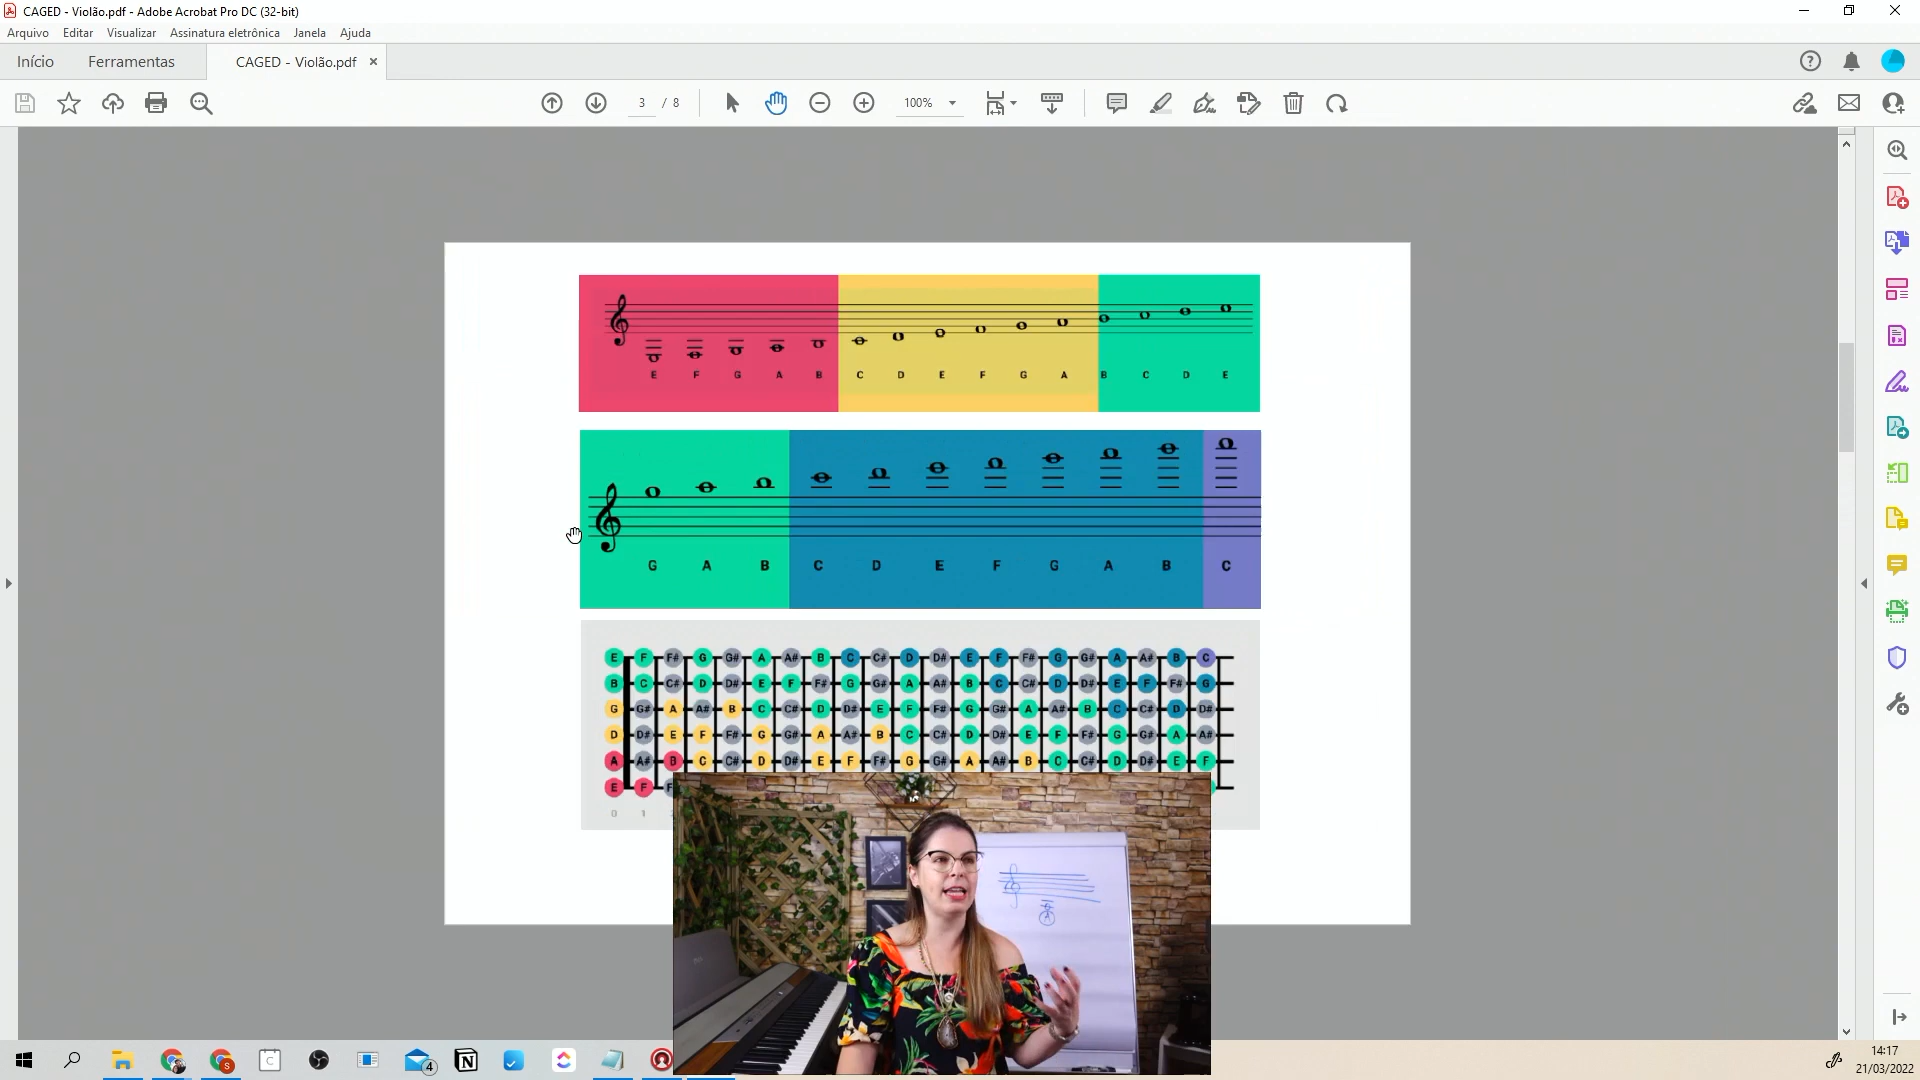 CAGED - Violão.pdf - Adobe Acrobat Pro DC (32-bit)
Arquivo Editar Visualizar Assinatura eletrônica Janela Ajuda
Início Ferramentas CAGED - Violão.pdf
3 / 8 100%
E F G A B C D E F G A B C D E
G A B C D E F G A B C
E F F# G G# A A# B C C# D D# E F F# G G# A A# B C
B C C# D D# E F F# G G# A A# B C C# D D# E F F# G
G G# A A# B C C# D D# E F F# G G# A A# B C C# D D#
D D# E F F# G G# A A# B C C# D D# E F F# G G# A A#
A A# B C C# D D# E F F# G G# A A# B C C# D D# E F
E F
0 1
A
4
14:17
21/03/2022